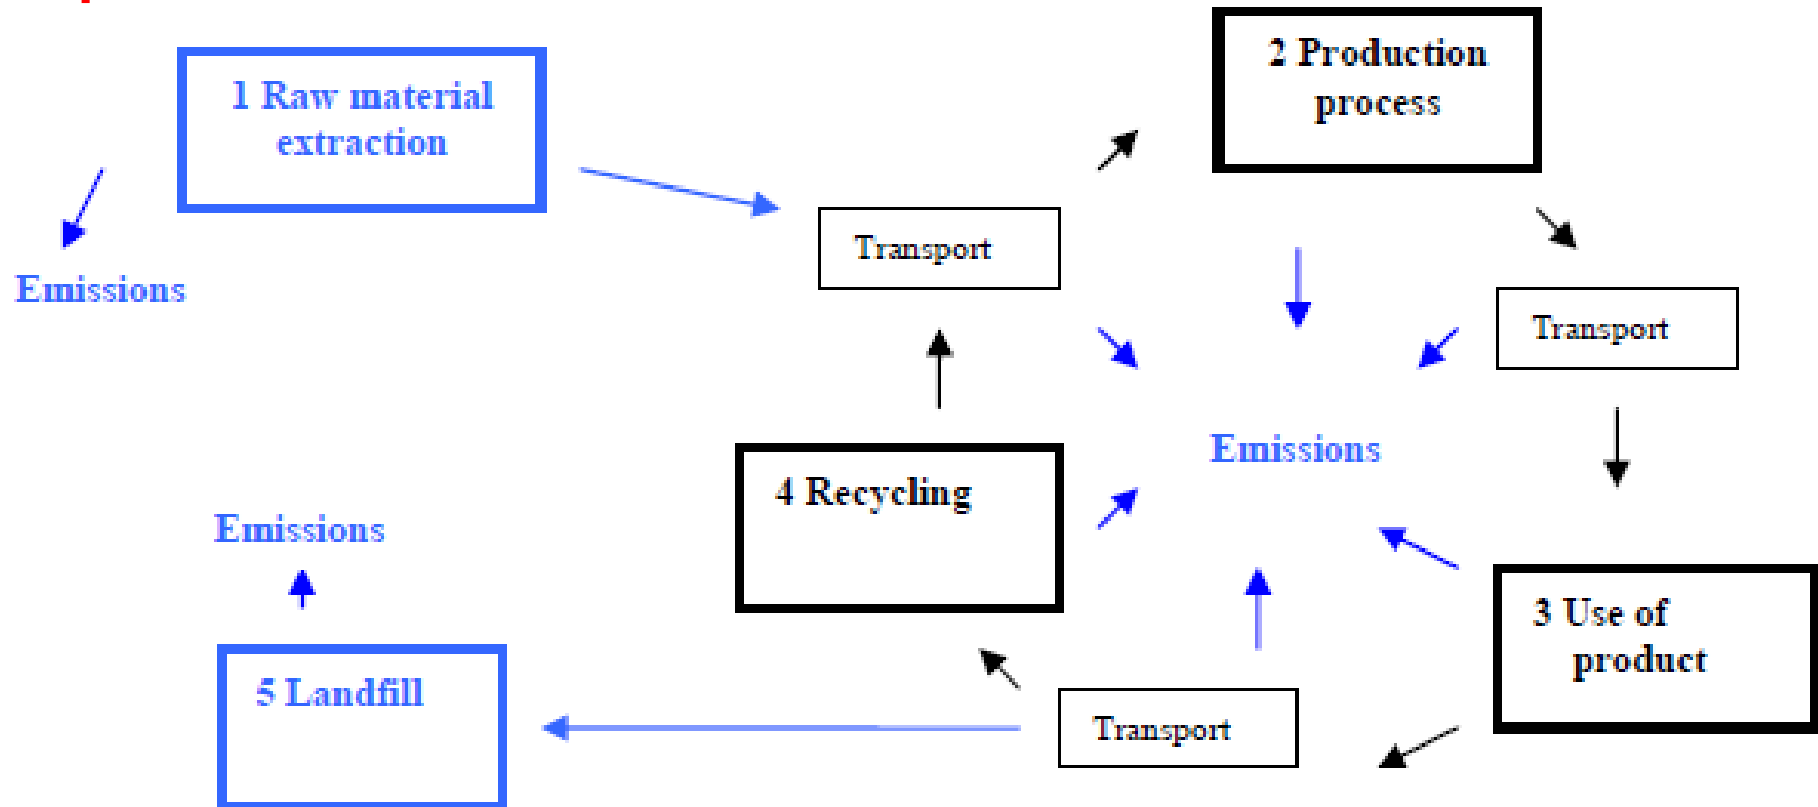 1 Raw material
extraction
2 Production
process
Transport
Emissions
Transport
Emissions
4 Recycling
Emissions
3 Use of
product
5 Landfill
Transport